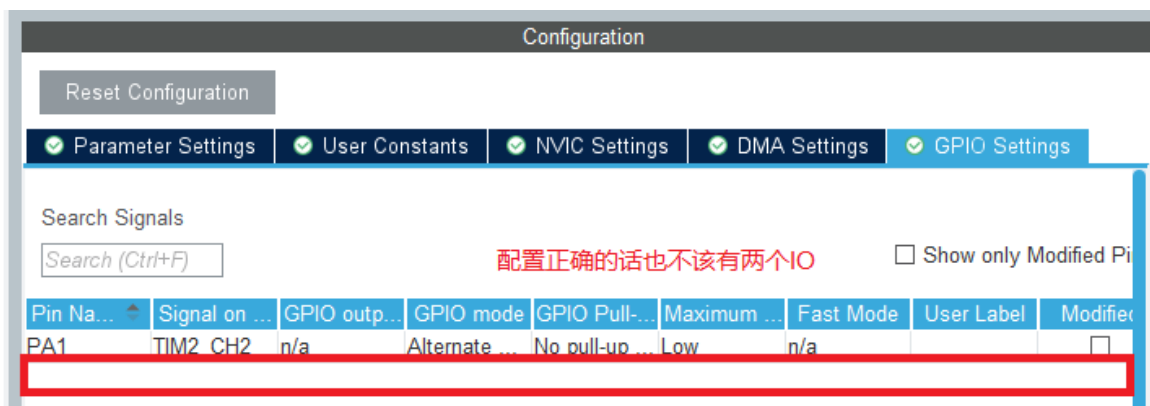 Configuration
Reset Configuration
Parameter Settings User Constants NVIC Settings DMA Settings GPIO Settings
Search Signals
Search (Ctrl+F) 配置正确的话也不该有两个IO Show only Modified Pi
Pin Na... Signal on ... GPIO outp... GPIO mode GPIO Pull-... Maximum ... Fast Mode User Label Modified
PA1 TIM2_CH2 n/a Alternate ... No pull-up ... Low n/a